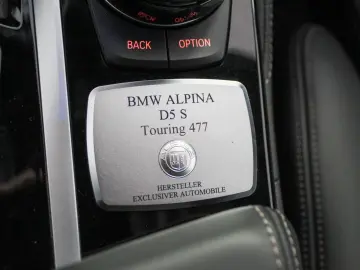 BACK OPTION
BMW ALPINA
D5 S
Touring 477
HERSTELLER
EXCLUSIVER AUTOMOBILE